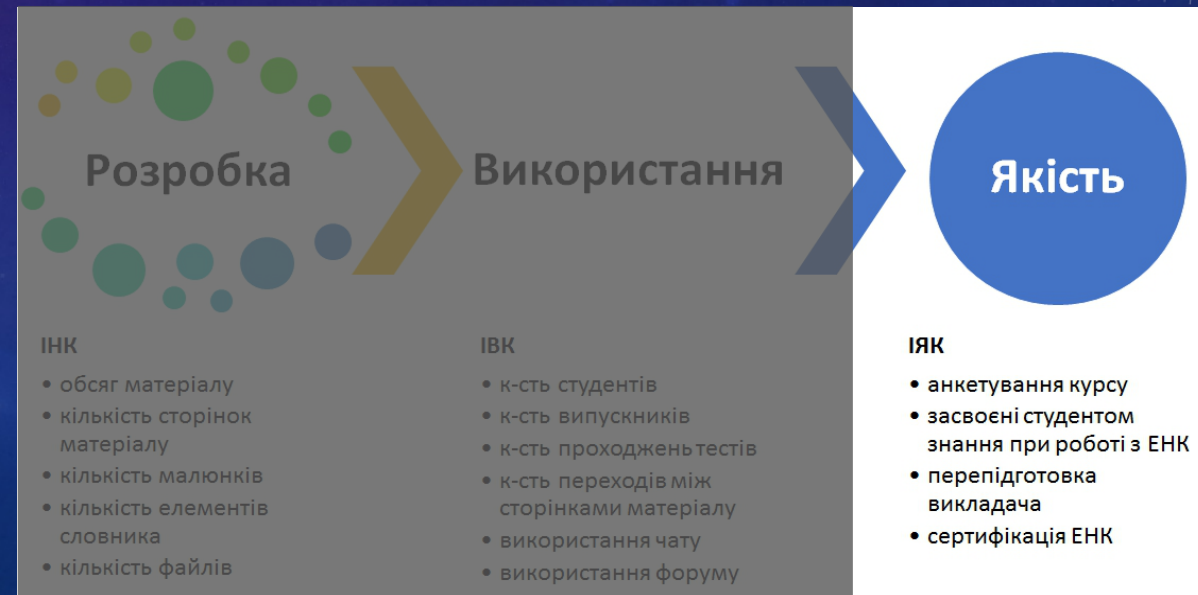 Розробка
Використання
Якість
ІНК
• обсяг матеріалу
• кількість сторінок
матеріалу
• кількість малюнків
• кількість елементів
словника
• кількість файлів
ІВК
• к-сть студентів
• к-сть випускників
• к-сть проходжень тестів
• к-сть переходів між
сторінками матеріалу
• використання чату
• використання форуму
ІЯК
• анкетування курсу
• засвоєні студентом
знання при роботі з ЕНК
• перепідготовка
викладача
• сертифікація ЕНК